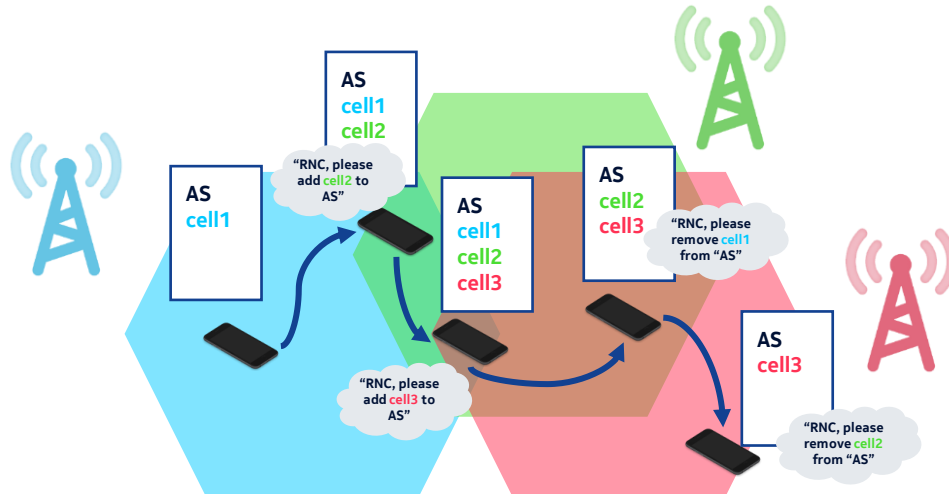 AS
cell1
AS
cell1
cell2
“RNC, please
add cell2 to
AS”
AS
cell1
cell2
cell3
“RNC, please
add cell3 to
AS”
AS
cell2
cell3
“RNC, please
remove cell1
from “AS”
AS
cell3
“RNC, please
remove cell2
from “AS”